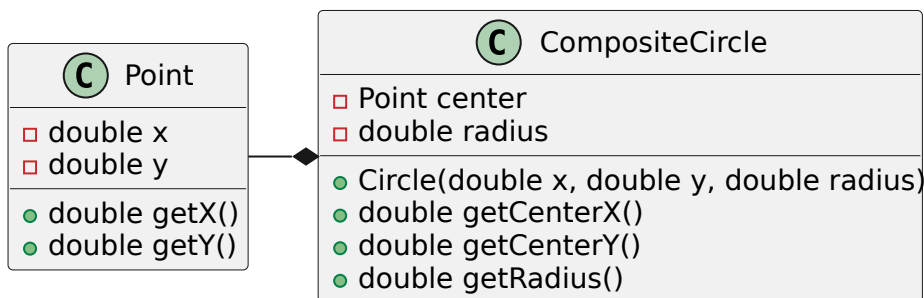 C Point
double x
double y
double getX()
double getY()
C CompositeCircle
Point center
double radius
Circle(double x, double y, double radius)
double getCenterX()
double getCenterY()
double getRadius()